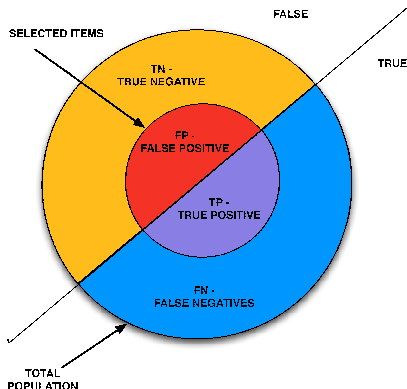 FALSE
SELECTED ITEMS
TRUE
TN -
TRUE NEGATIVE
FP -
FALSE POSITIVE
TP -
TRUE POSITIVE
FN -
FALSE NEGATIVES
TOTAL
POPULATION